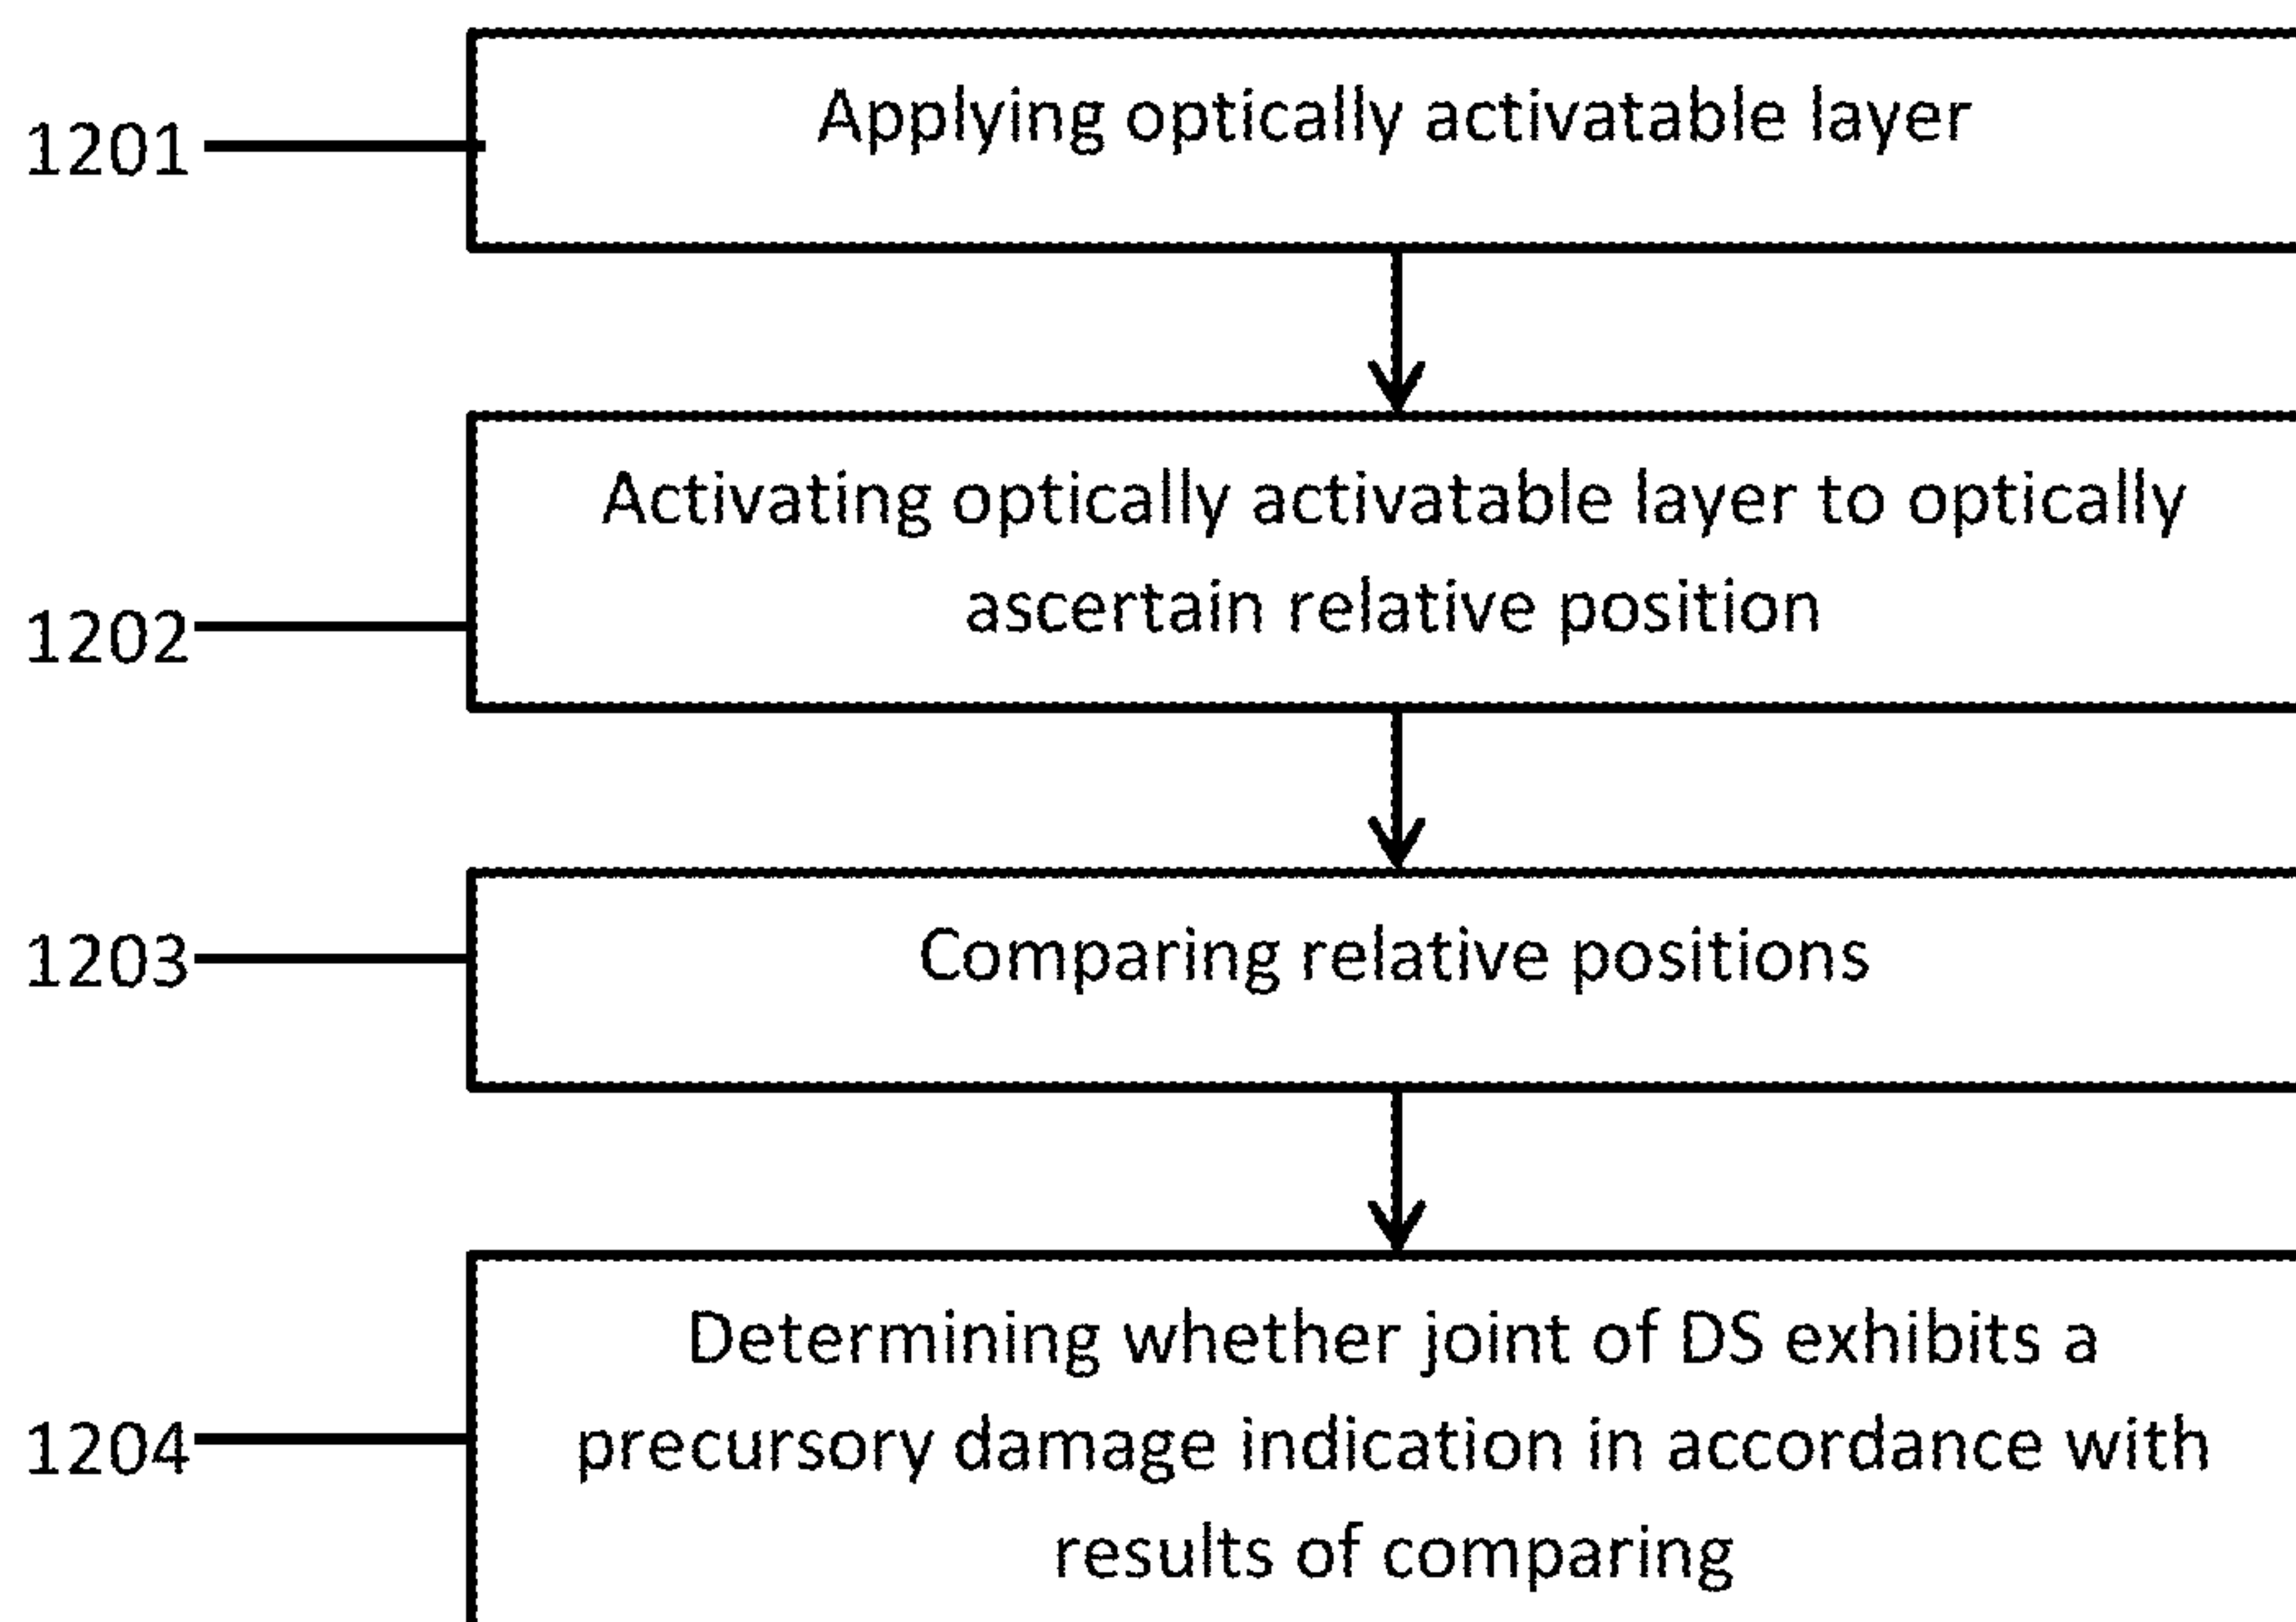 1201
Applying optically activatable layer
1202
Activating optically activatable layer to optically
ascertain relative position
1203
Comparing relative positions
1204
Determining whether joint of DS exhibits a
precursory damage indication in accordance with
results of comparing